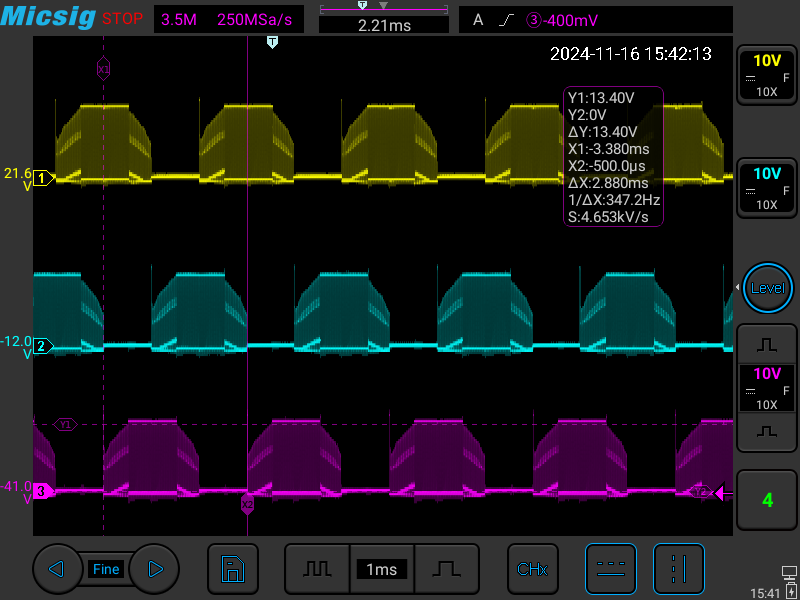 Micsig STOP 3.5M 250MSa/s T 2.21ms A 3 -400mV
T
2024-11-16 15:42:13
X1
10V
F
10X
Y1:13.40V
Y2:0V
ΔY:13.40V
X1:-3.380ms
X2:-500.0µs
ΔX:2.880ms
1/ΔX:347.2Hz
S:4.653kV/s
21.6
V
1
10V
F
10X
Level
-12.0
V
2
10V
F
10X
Y1
-41.0
V
3
Y2
X2
4
Fine 1ms CHx
15:41